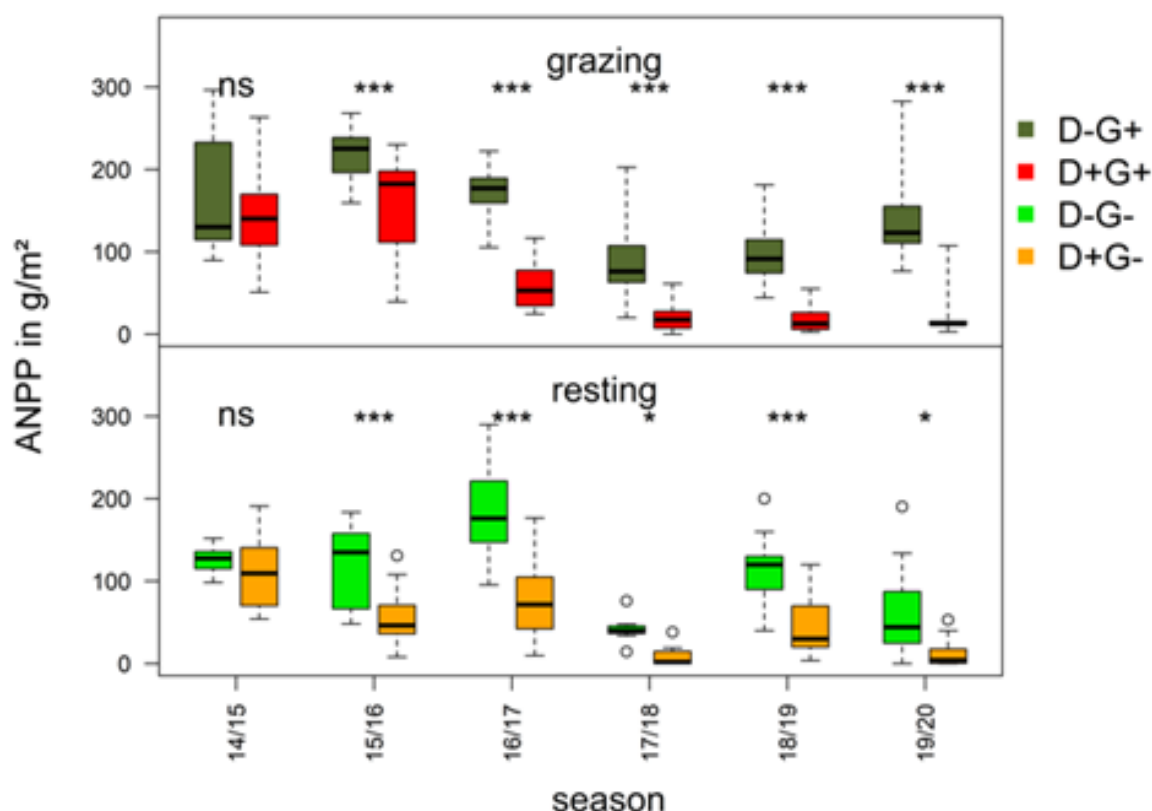 grazing
ns *** *** *** *** ***
300
200
100
0
D-G+
D+G+
D-G-
D+G-
ANPP in g/m²
resting
ns *** *** * *** *
300
200
100
0
14/15 15/16 16/17 17/18 18/19 19/20
season